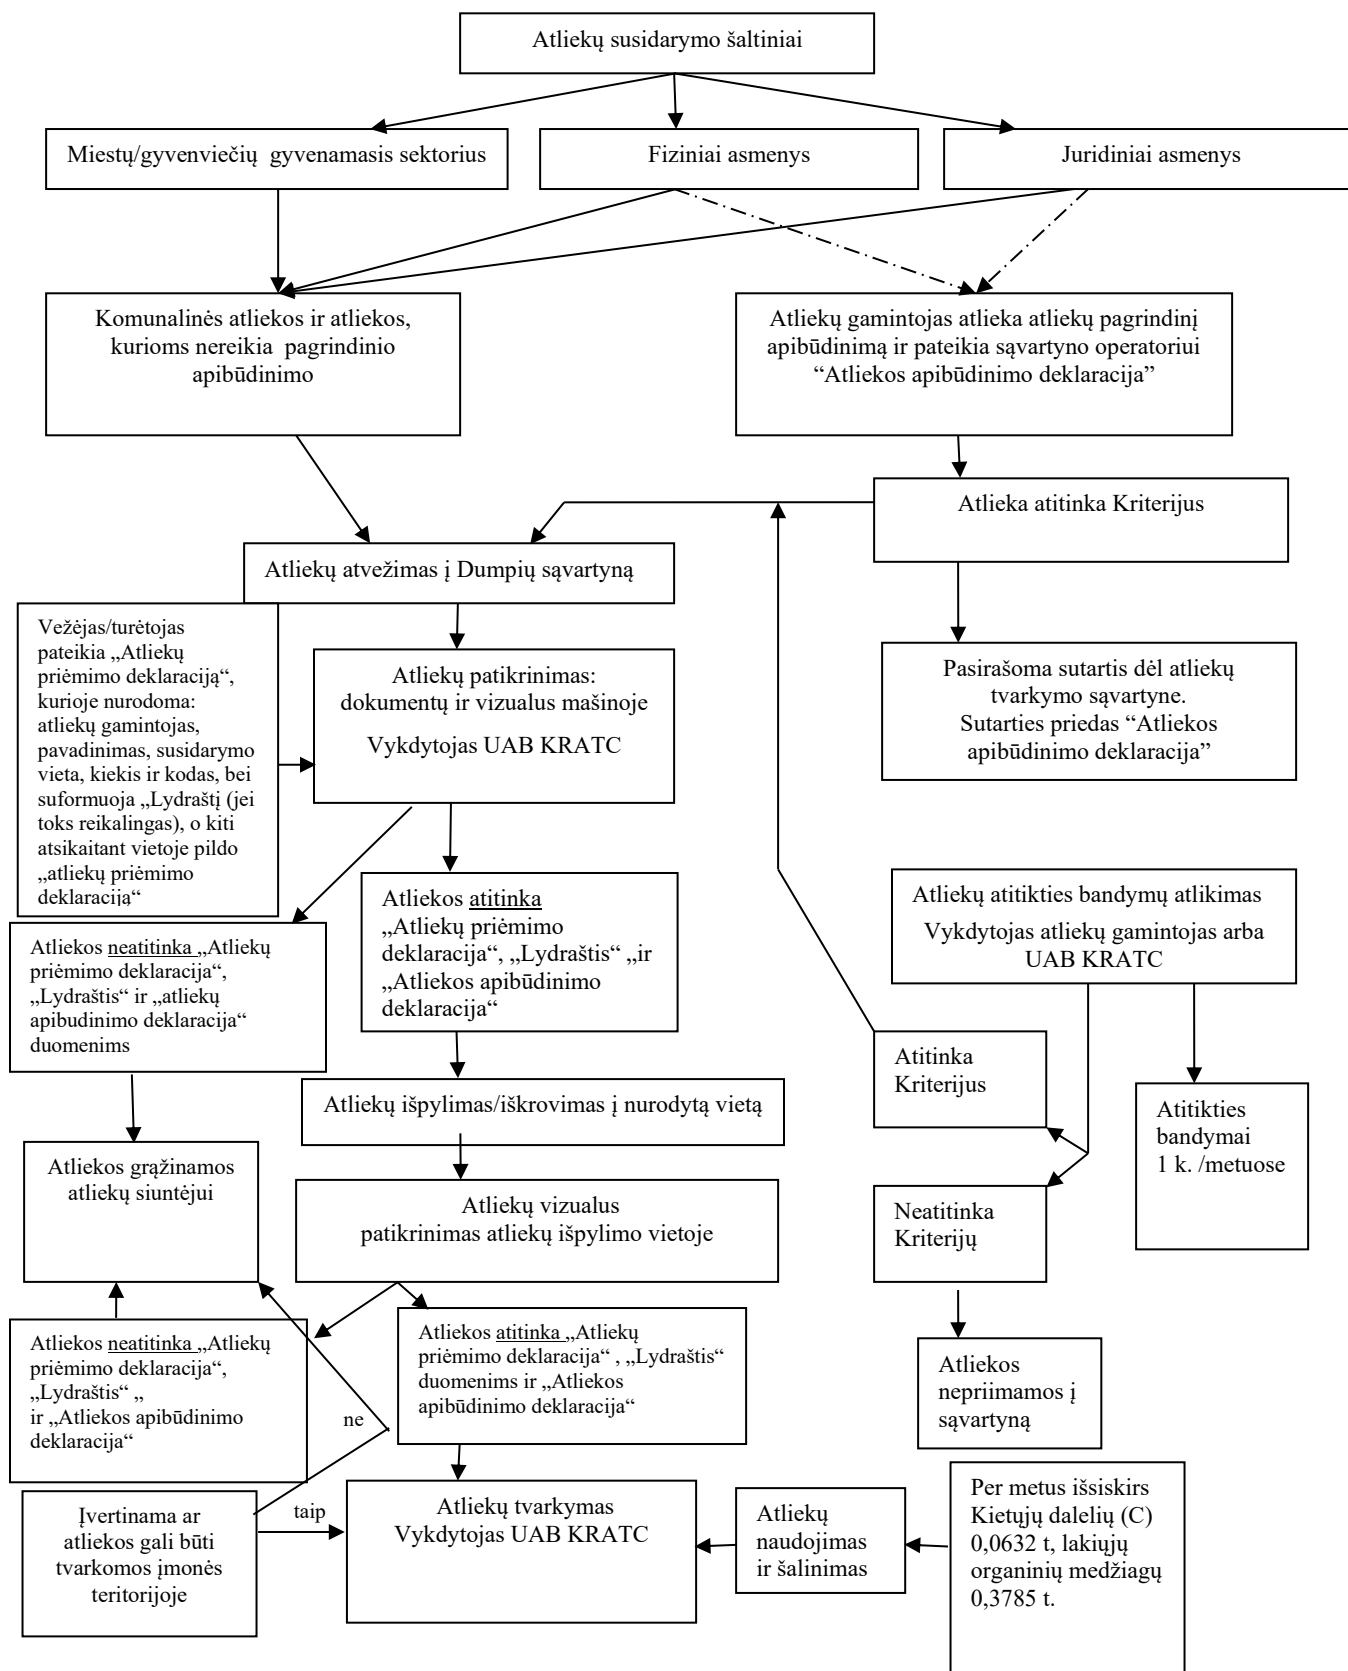 Atliekų susidarymo šaltiniai
Miestų/gyvenviečių gyvenamasis sektorius
Fiziniai asmenys
Juridiniai asmenys
Komunalinės atliekos ir atliekos,
kurioms nereikia pagrindinio
apibūdinimo
Atliekų gamintojas atlieka atliekų pagrindinį
apibūdinimą ir pateikia sąvartyno operatoriui
“Atliekos apibūdinimo deklaracija”
Atlieka atitinka Kriterijus
Atliekų atvežimas į Dumpių sąvartyną
Vežėjas/turėtojas
pateikia „Atliekų
priėmimo deklaraciją“,
kurioje nurodoma:
atliekų gamintojas,
pavadinimas, susidarymo
vieta, kiekis ir kodas, bei
suformuoja „Lydraštį (jei
toks reikalingas), o kiti
atsikaitant vietoje pildo
„atliekų priėmimo
deklaraciją“
Atliekų patikrinimas:
dokumentų ir vizualus mašinoje
Vykdytojas UAB KRATC
Pasirašoma sutartis dėl atliekų
tvarkymo sąvartyne.
Sutarties priedas “Atliekos
apibūdinimo deklaracija”
Atliekos atitinka
„Atliekų priėmimo
deklaracija“, „Lydraštis“ „ir
„Atliekos apibūdinimo
deklaracija“
Atliekų atitikties bandymų atlikimas
Vykdytojas atliekų gamintojas arba
UAB KRATC
Atliekos neatitinka „Atliekų
priėmimo deklaracija“,
„Lydraštis“ ir „atliekų
apibudinimo deklaracija“
duomenims
Atitinka
Kriterijus
Atliekų išpylimas/iškrovimas į nurodytą vietą
Atitikties
bandymai
1 k. /metuose
Atliekos grąžinamos
atliekų siuntėjui
Atliekų vizualus
patikrinimas atliekų išpylimo vietoje
Neatitinka
Kriterijų
Atliekos neatitinka „Atliekų
priėmimo deklaracija“,
„Lydraštis“ „
ir „Atliekos apibūdinimo
deklaracija“
ne
Atliekos atitinka „Atliekų
priėmimo deklaracija“ , „Lydraštis“
duomenims ir „Atliekos
apibūdinimo deklaracija“
Atliekos
nepriimamos į
sąvartyną
Įvertinama ar
atliekos gali būti
tvarkomos įmonės
teritorijoje
taip
Atliekų tvarkymas
Vykdytojas UAB KRATC
Atliekų
naudojimas
ir šalinimas
Per metus išsiskirs
Kietųjų dalelių (C)
0,0632 t, lakiųjų
organinių medžiagų
0,3785 t.